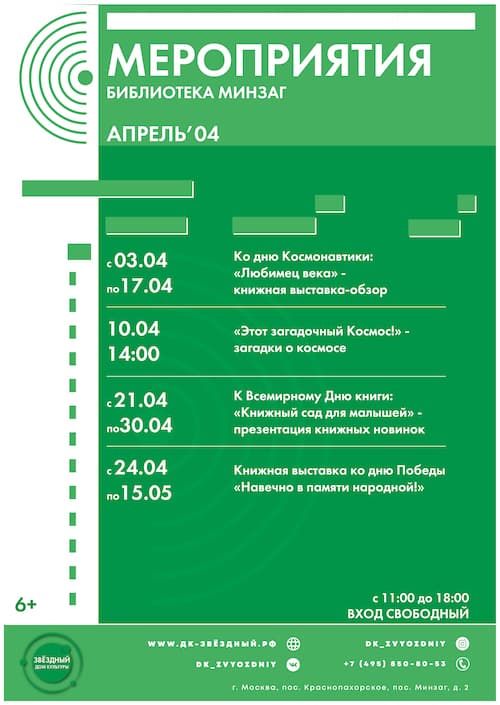 МЕРОПРИЯТИЯ
БИБЛИОТЕКА МИНЗАГ
АПРЕЛЬ’04
с 03.04
по 17.04
Ко дню Космонавтики:
«Любимец века» -
книжная выставка-обзор
10.04
14:00
«Этот загадочный Космос!» -
загадки о космосе
с 21.04
по30.04
К Всемирному Дню книги:
«Книжный сад для малышей» -
презентация книжных новинок
с 24.04
по 15.05
Книжная выставка ко дню Победы
«Навечно в памяти народной!»
6+
с 11:00 до 18:00
ВХОД СВОБОДНЫЙ
ЗВЁЗДНЫЙ
ДОМ КУЛЬТУРЫ
WWW.ДК-ЗВЁЗДНЫЙ.РФ
DK_ZVYOZDNIY
DK_ZVYOZDNIY
+7 (495) 850-80-53
г. Москва, пос. Краснопахорское, пос. Минзаг, д. 2